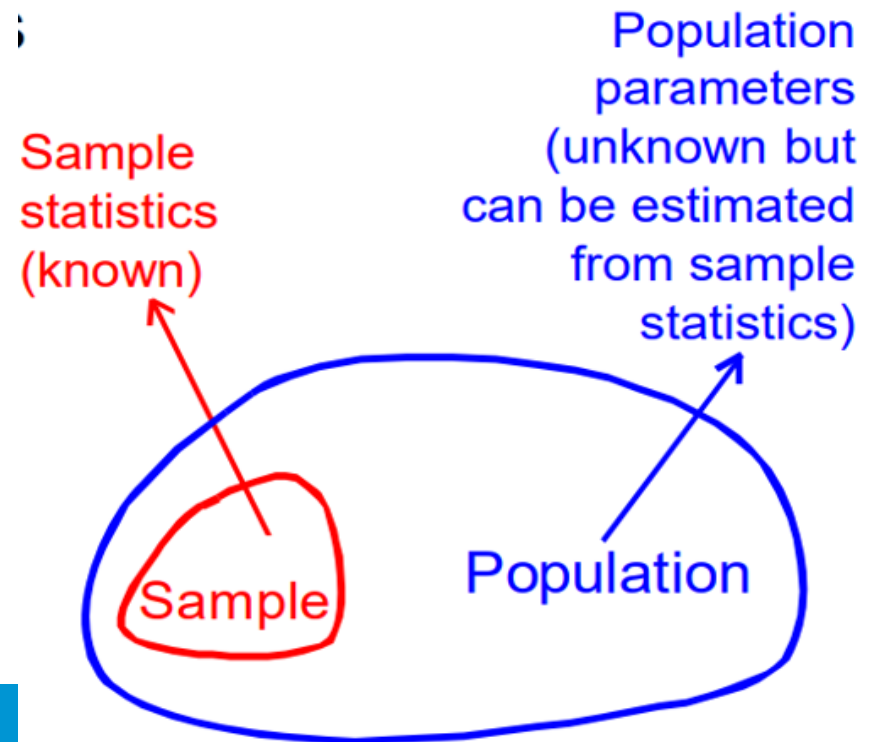 Population
parameters
(unknown but
can be estimated
from sample
statistics)
Sample
statistics
(known)
Sample
Population